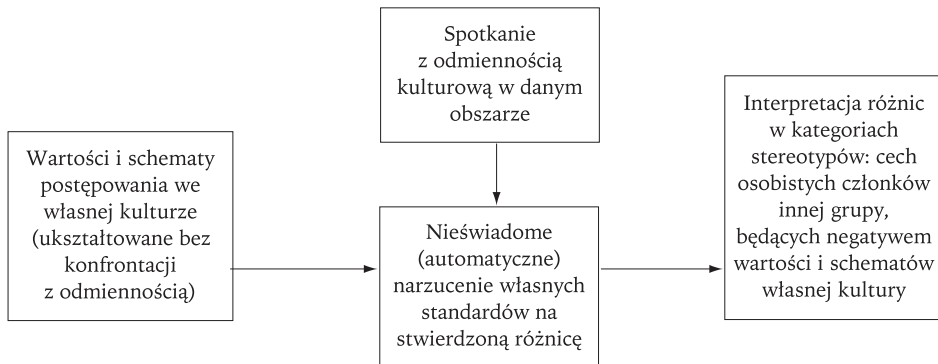 Wartości i schematy
postępowania we
własnej kulturze
(ukształtowane bez
konfrontacji
z odmiennością)
Spotkanie
z odmiennością
kulturową w danym
obszarze
Nieświadome
(automatyczne)
narzucenie własnych
standardów na
stwierdzoną różnicę
Interpretacja różnic
w kategoriach
stereotypów: cech
osobistych członków
innej grupy,
będących negatywem
wartości i schematów
własnej kultury